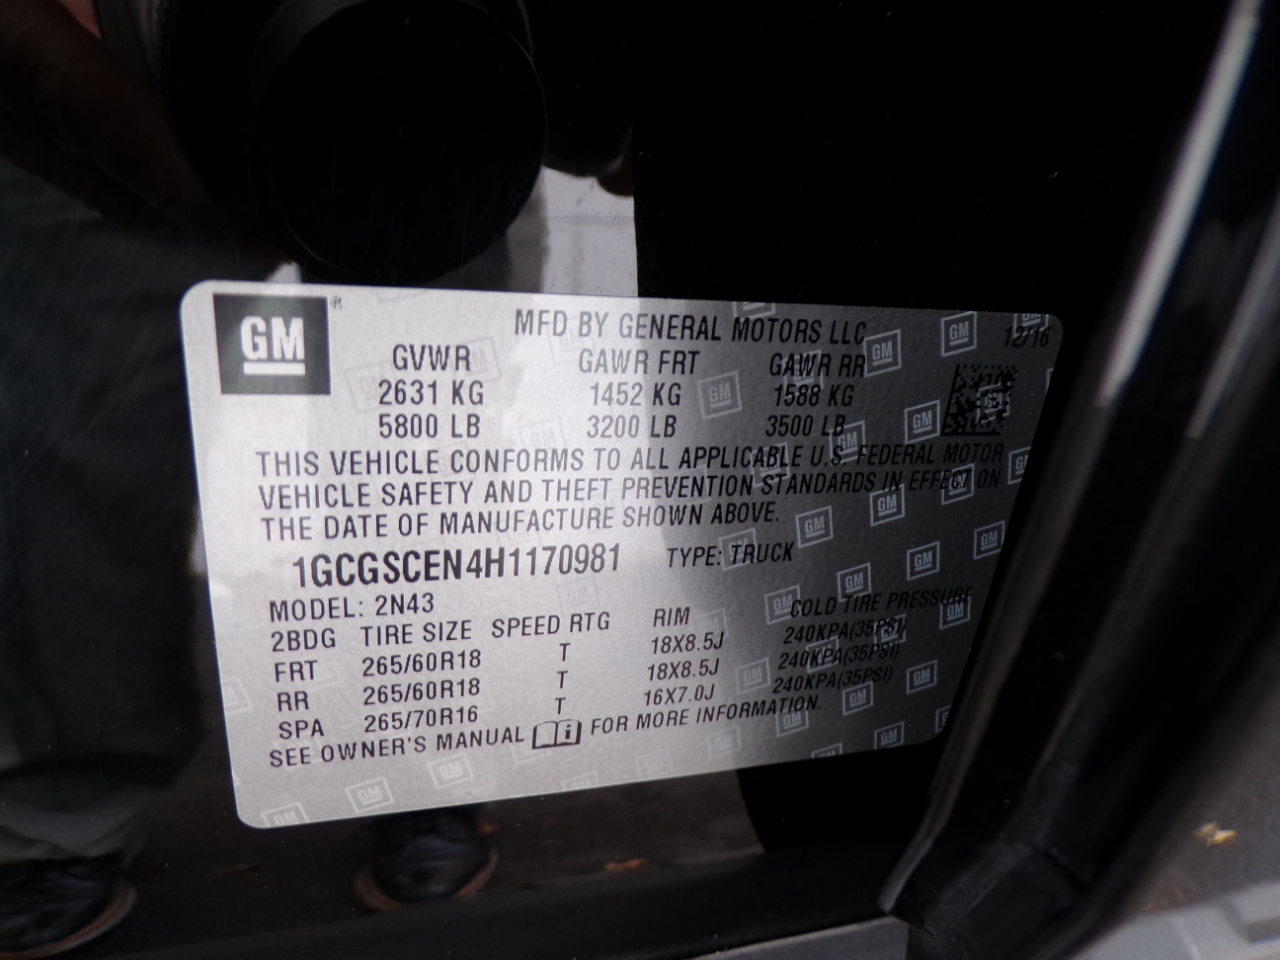 GM ®
MFD BY GENERAL MOTORS LLC 12/16
GVWR GAWR FRT GAWR RR
2631 KG 1452 KG 1588 KG
5800 LB 3200 LB 3500 LB
THIS VEHICLE CONFORMS TO ALL APPLICABLE U.S. FEDERAL MOTOR
VEHICLE SAFETY AND THEFT PREVENTION STANDARDS IN EFFECT ON
THE DATE OF MANUFACTURE SHOWN ABOVE.
1GCGSCEN4H1170981 TYPE: TRUCK
MODEL: 2N43
2BDG TIRE SIZE SPEED RTG RIM COLD TIRE PRESSURE
FRT 265/60R18 T 18X8.5J 240KPA(35PSI)
RR 265/60R18 T 18X8.5J 240KPA(35PSI)
SPA 265/70R16 T 16X7.0J 240KPA(35PSI)
SEE OWNER'S MANUAL i FOR MORE INFORMATION.